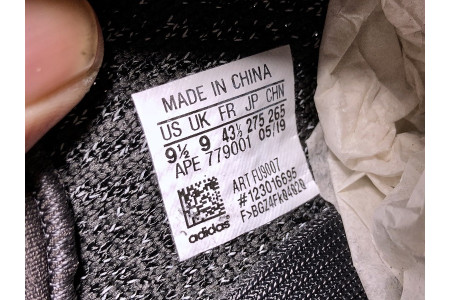 MADE IN CHINA
US UK FR JP CHN
9½ 9 43⅓ 275 265
APE 779001 05/19
ART FU9007
#123016695
adidas